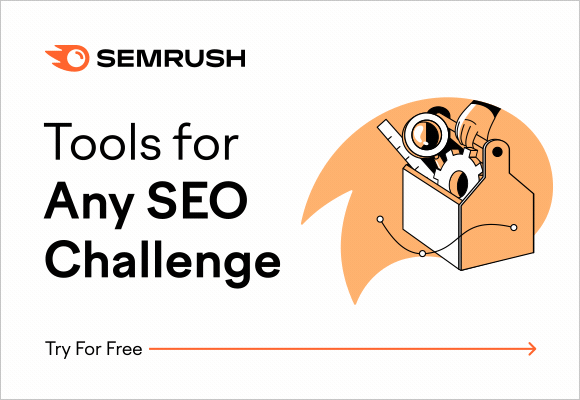 SEMRUSH
Tools for
Any SEO
Challenge
Try For Free